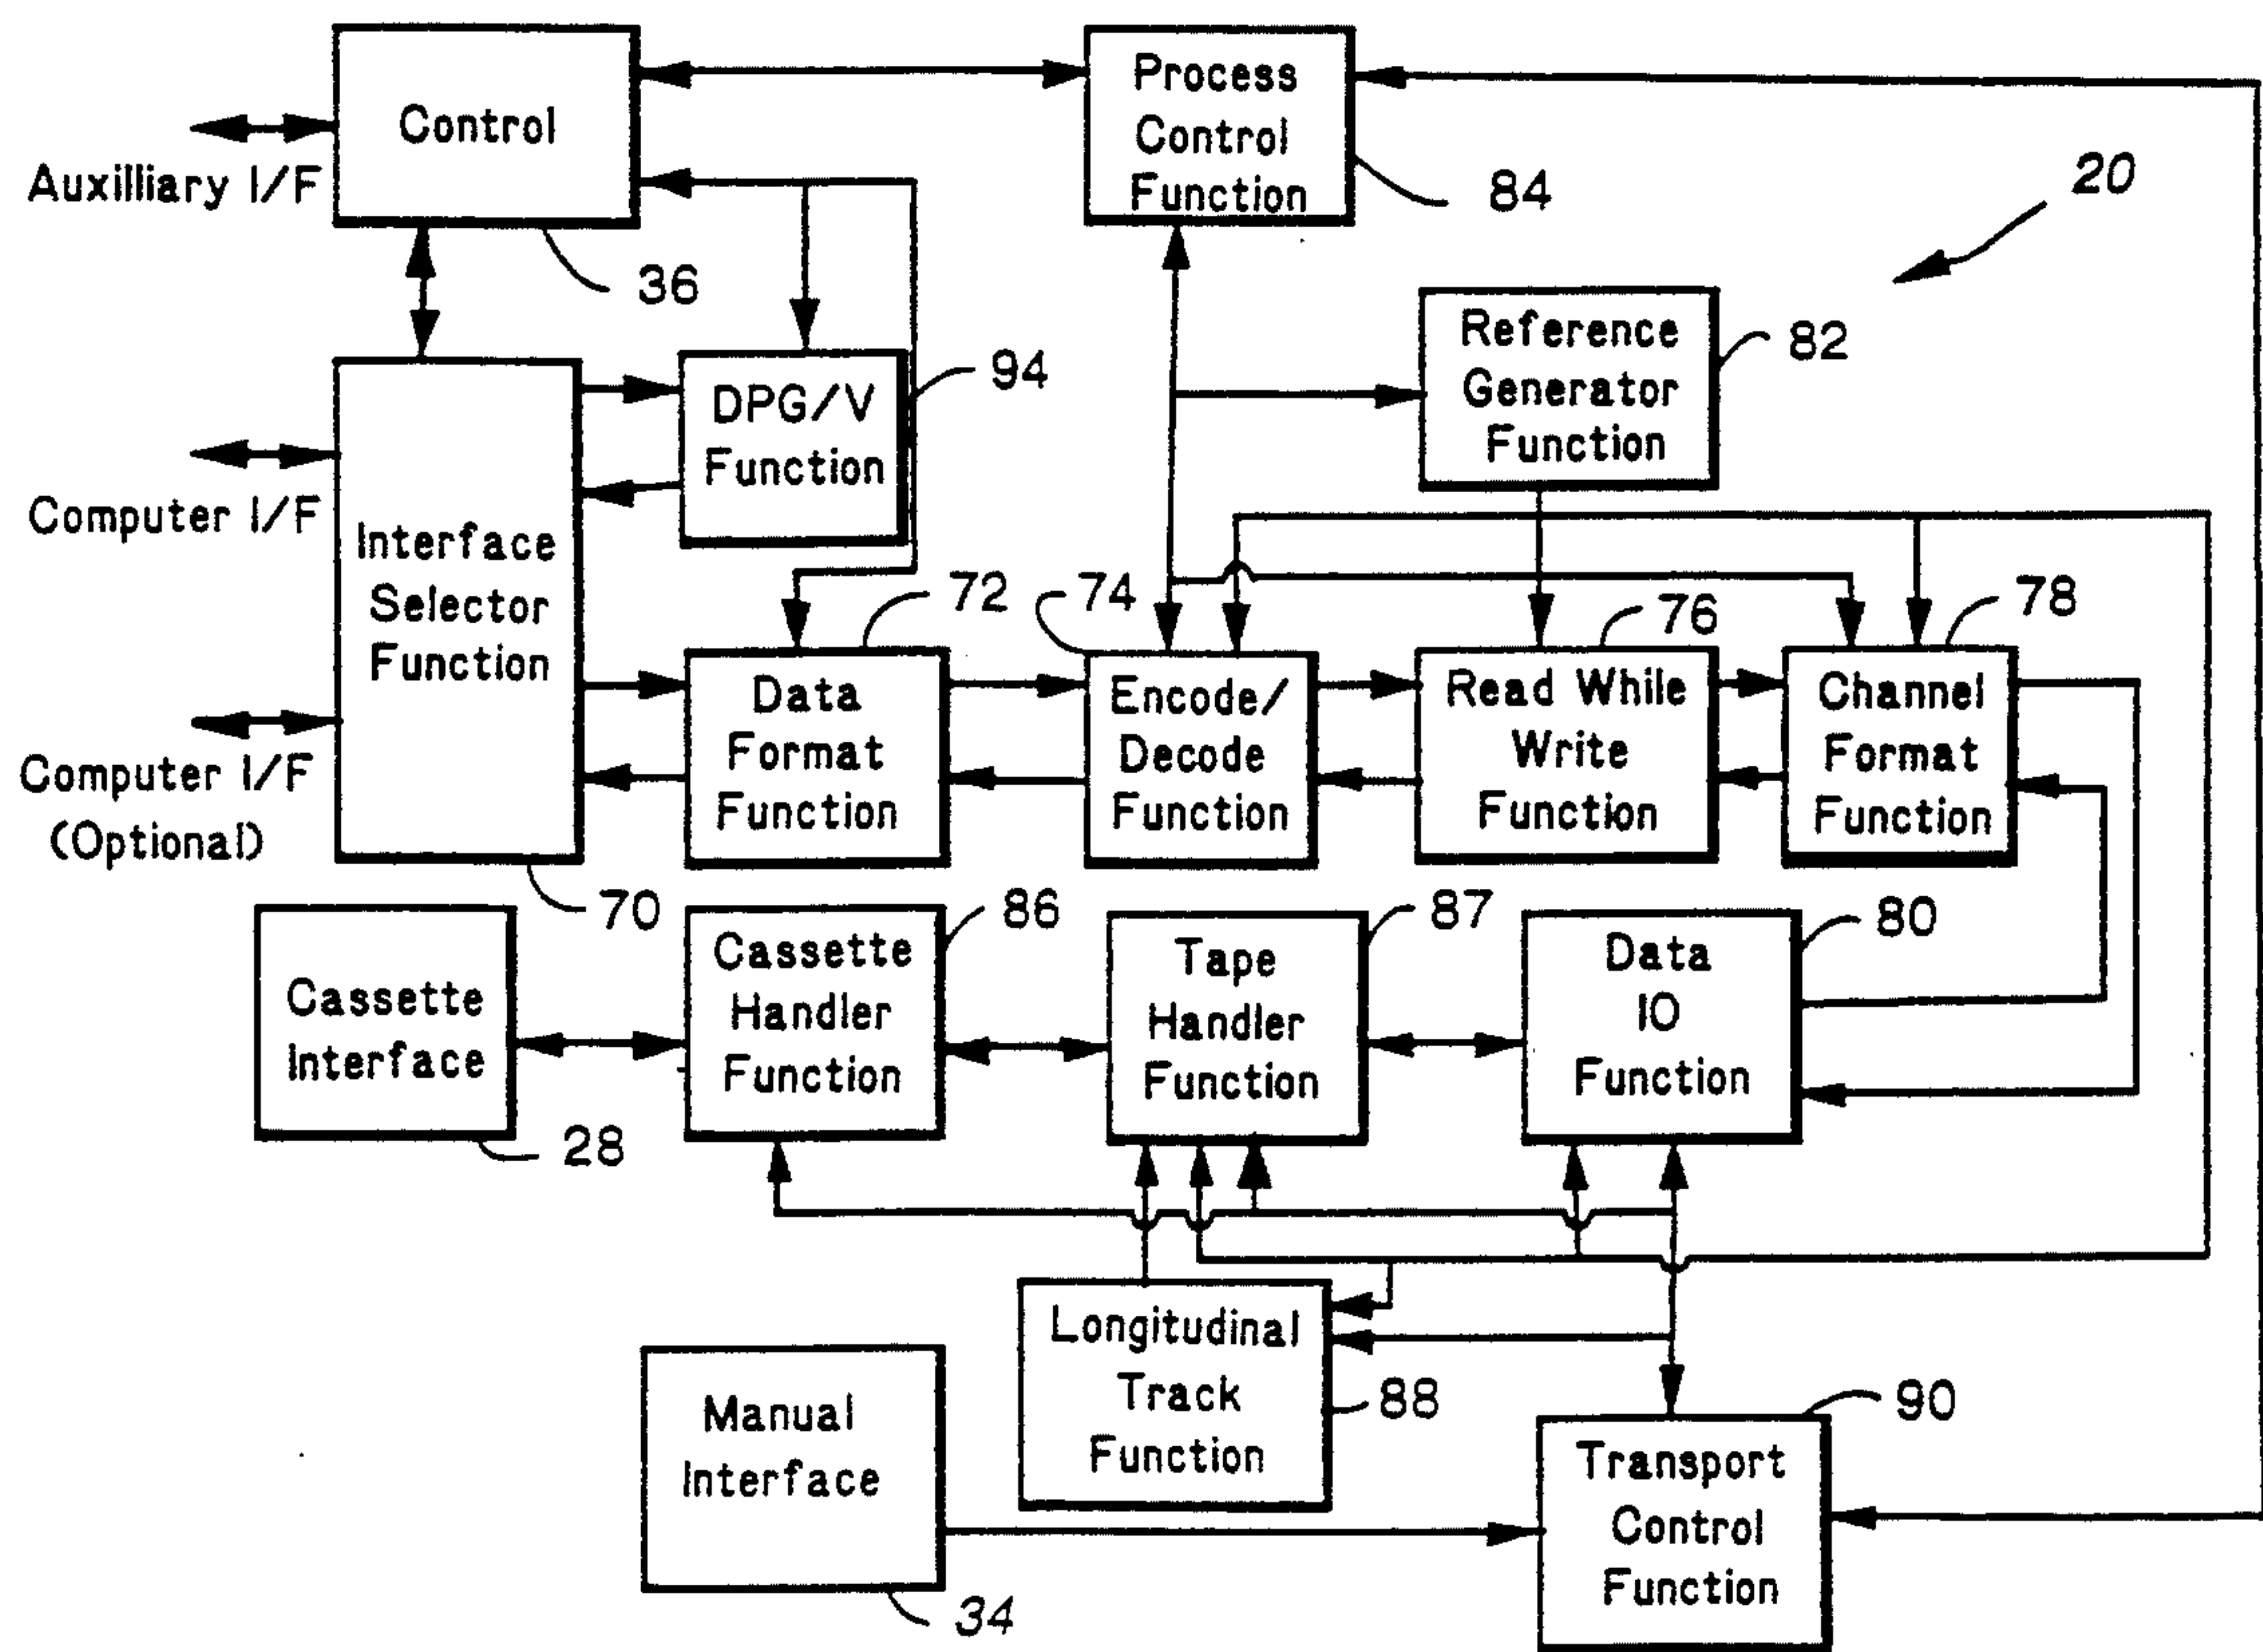 Control
Auxilliary I/F
36
Process
Control
Function
84
20
Reference
Generator
Function
82
DPG/V
Function
94
Computer I/F
Interface
Selector
Function
70
Computer I/F
(Optional)
Data
Format
Function
72
Encode/
Decode
Function
74
Read While
Write
Function
76
Channel
Format
Function
78
Cassette
Interface
28
Cassette
Handler
Function
86
Tape
Handler
Function
87
Data
IO
Function
80
Longitudinal
Track
Function
88
Manual
Interface
34
Transport
Control
Function
90